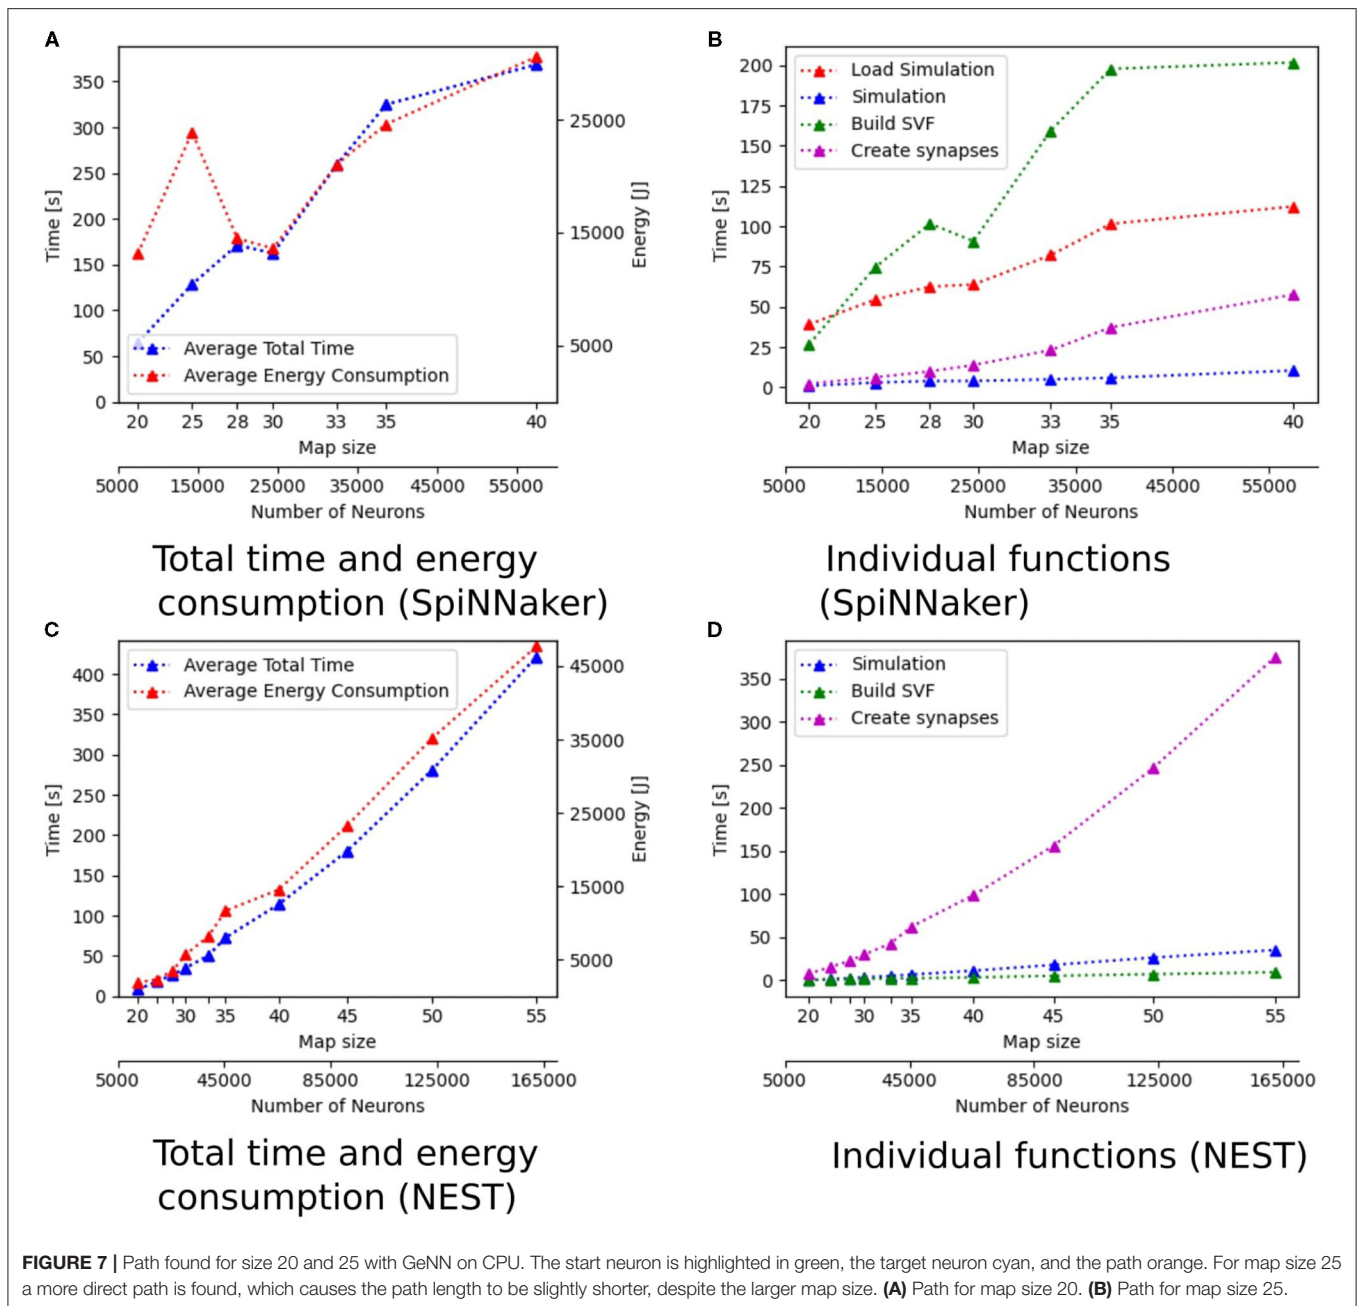 A
350
300
250
200
150
100
50
0
Time [s]
25000
15000
5000
Energy [J]
Average Total Time
Average Energy Consumption
20 25 28 30 33 35 40
Map size
5000 15000 25000 35000 45000 55000
Number of Neurons
Total time and energy
consumption (SpiNNaker)
B
200
175
150
125
100
75
50
25
0
Time [s]
Load Simulation
Simulation
Build SVF
Create synapses
20 25 28 30 33 35 40
Map size
5000 15000 25000 35000 45000 55000
Number of Neurons
Individual functions
(SpiNNaker)
C
400
350
300
250
200
150
100
50
0
Time [s]
45000
35000
25000
15000
5000
Energy [J]
Average Total Time
Average Energy Consumption
20 30 35 40 45 50 55
Map size
5000 45000 85000 125000 165000
Number of Neurons
Total time and energy
consumption (NEST)
D
350
300
250
200
150
100
50
0
Time [s]
Simulation
Build SVF
Create synapses
20 30 35 40 45 50 55
Map size
5000 45000 85000 125000 165000
Number of Neurons
Individual functions (NEST)
FIGURE 7 | Path found for size 20 and 25 with GeNN on CPU. The start neuron is highlighted in green, the target neuron cyan, and the path orange. For map size 25
a more direct path is found, which causes the path length to be slightly shorter, despite the larger map size. (A) Path for map size 20. (B) Path for map size 25.